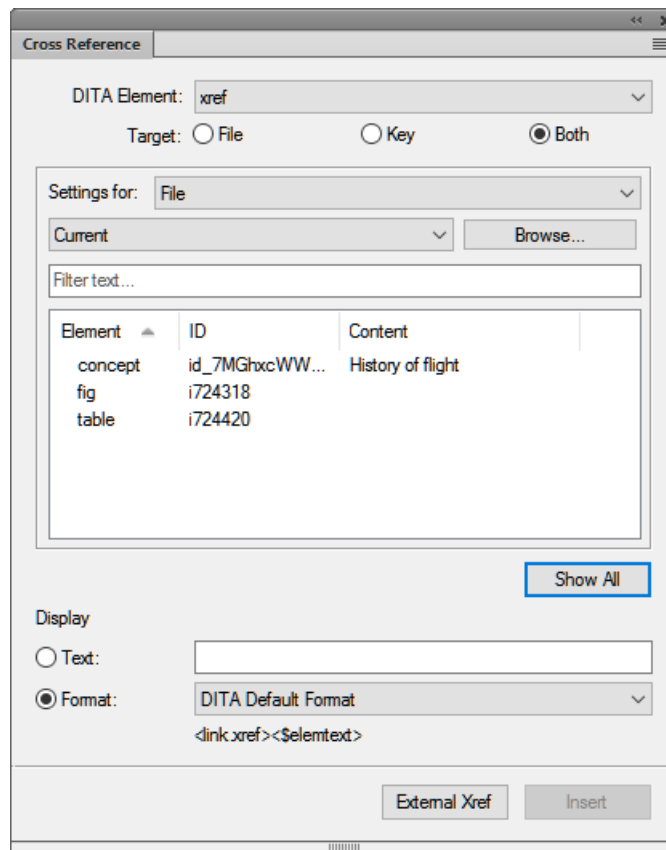 Cross Reference
DITA Element: xref
Target: File Key Both
Settings for: File
Current Browse...
Filter text...
Element ID Content
concept id_7MGhxcWW... History of flight
fig i724318
table i724420
Show All
Display
Text:
Format: DITA Default Format
<link.xref><$elemtext>
External Xref Insert